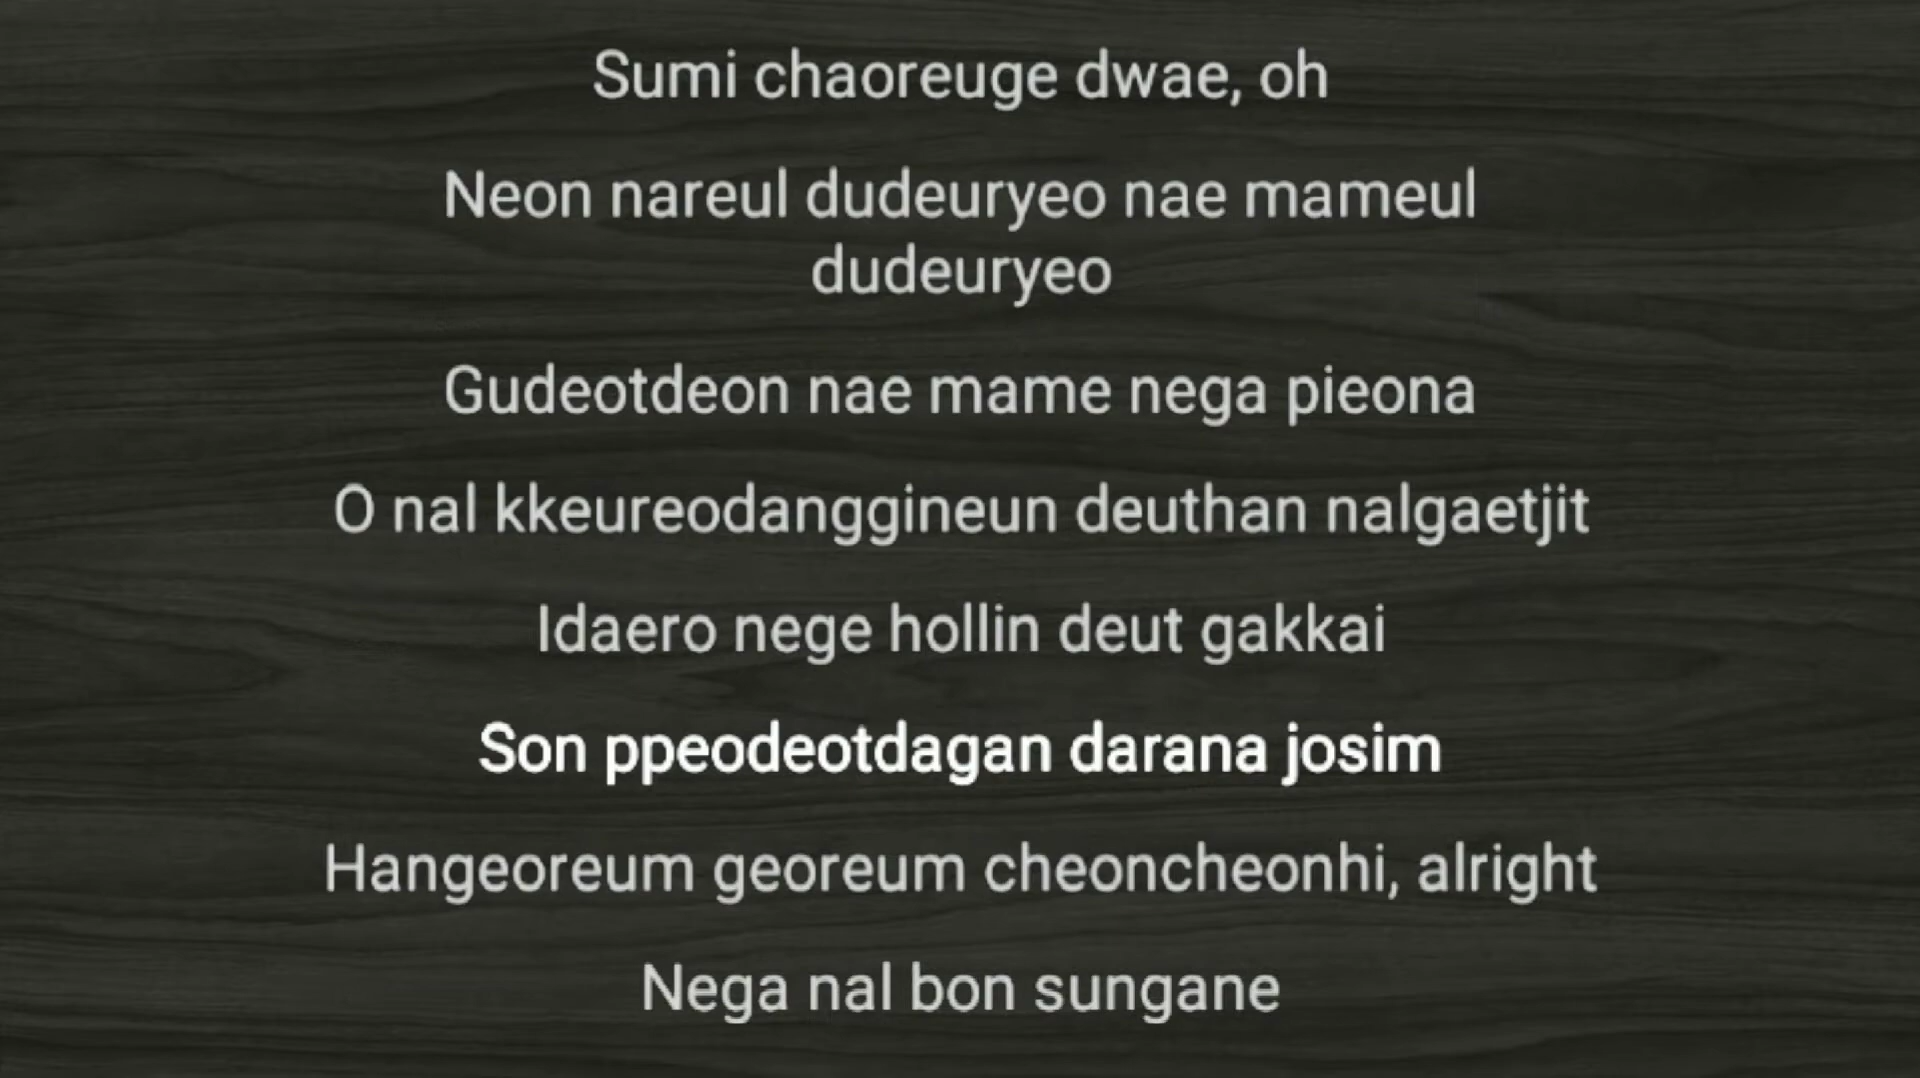 Sumi chaoreuge dwae, oh
Neon nareul dudeuryeo nae mameul
dudeuryeo
Gudeotdeon nae mame nega pieona
O nal kkeureodanggineun deuthan nalgaetjit
Idaero nege hollin deut gakkai
Son ppeodeotdagan darana josim
Hangeoreum georeum cheoncheonhi, alright
Nega nal bon sungane